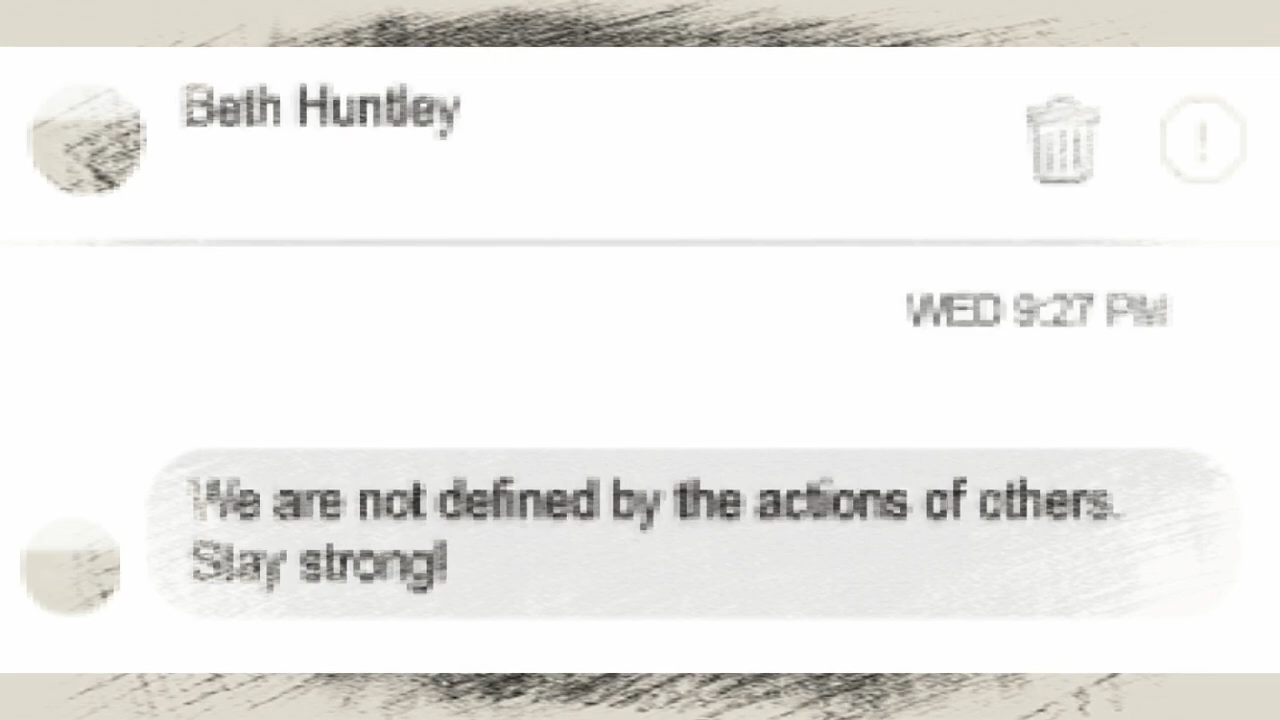 Beth Huntley
WED 9:27 PM
We are not defined by the actions of others.
Stay strong!